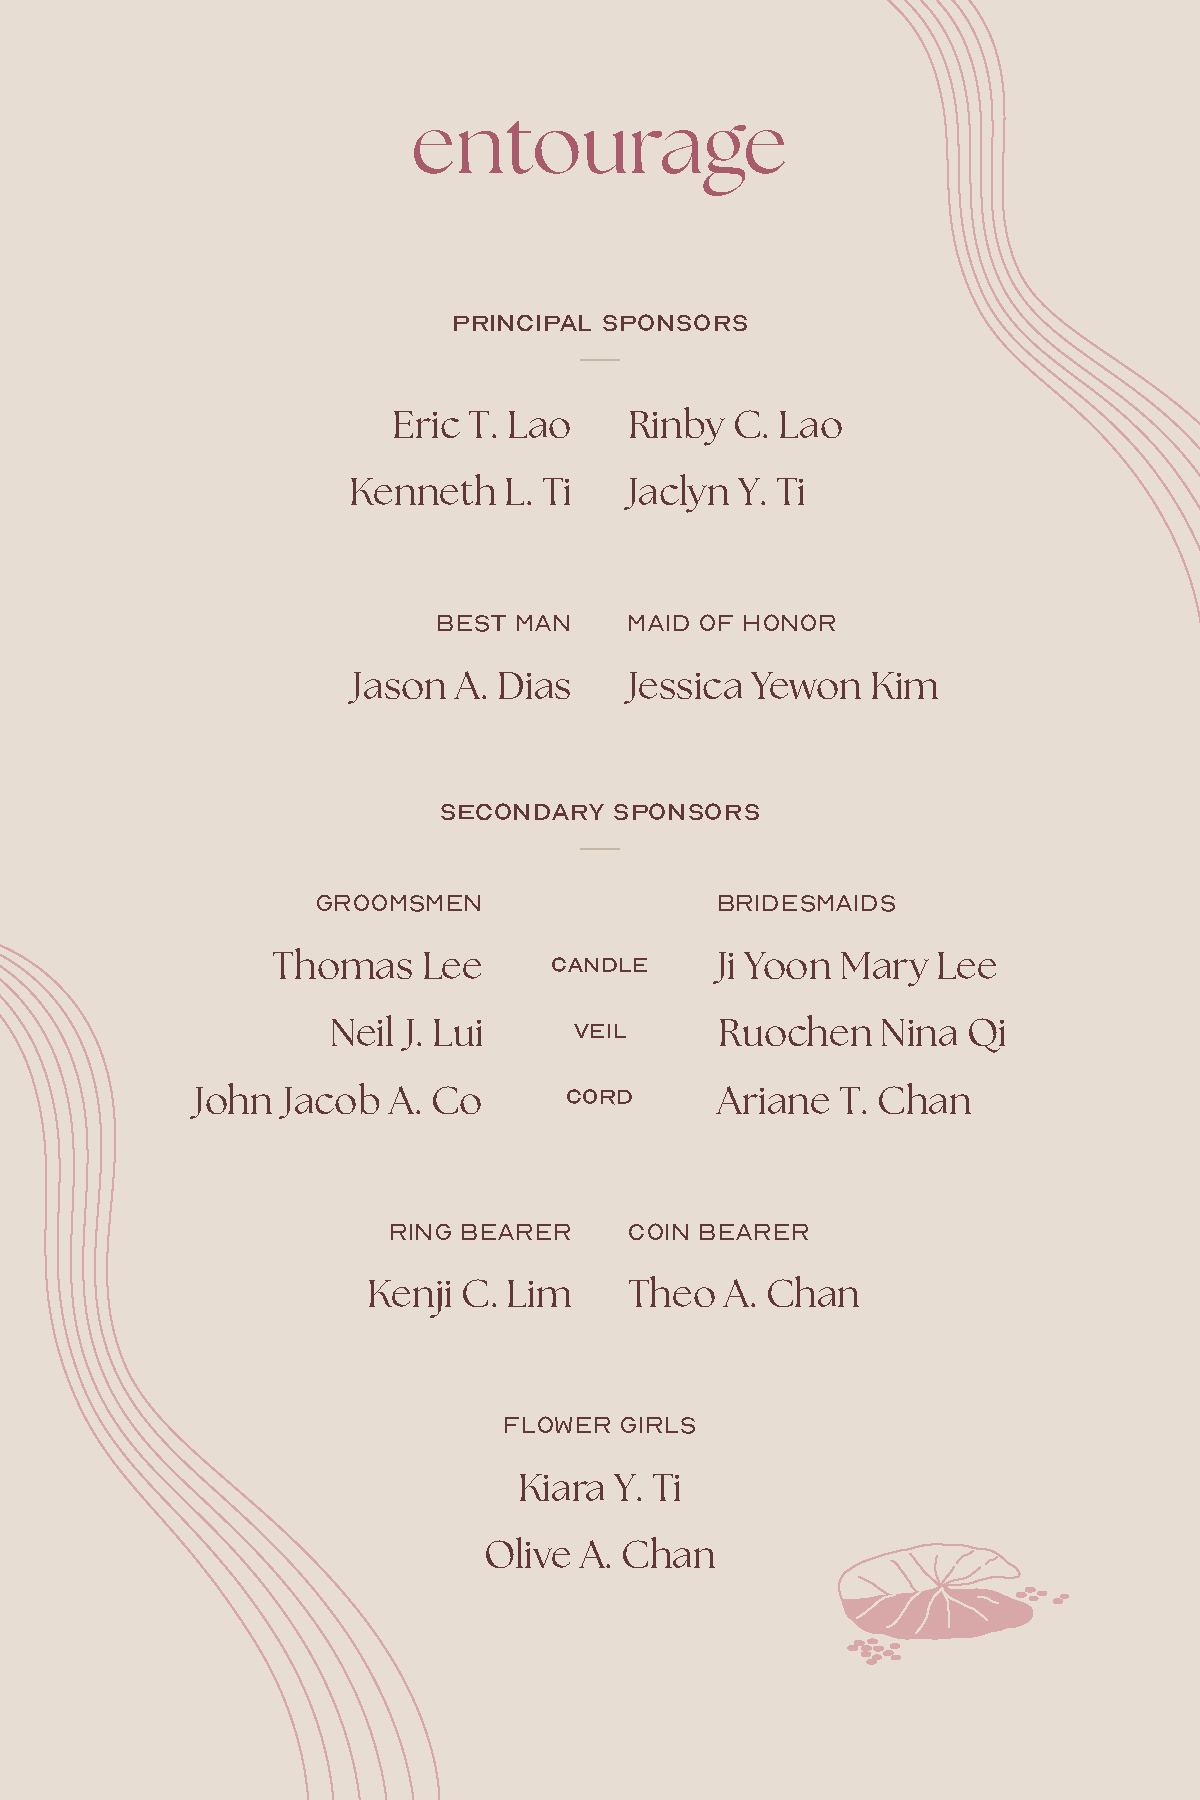 entourage
PRINCIPAL SPONSORS
Eric T. Lao Rinby C. Lao
Kenneth L. Ti Jaclyn Y. Ti
BEST MAN MAID OF HONOR
Jason A. Dias Jessica Yewon Kim
SECONDARY SPONSORS
GROOMSMEN BRIDESMAIDS
Thomas Lee CANDLE Ji Yoon Mary Lee
Neil J. Lui VEIL Ruochen Nina Qi
John Jacob A. Co CORD Ariane T. Chan
RING BEARER COIN BEARER
Kenji C. Lim Theo A. Chan
FLOWER GIRLS
Kiara Y. Ti
Olive A. Chan